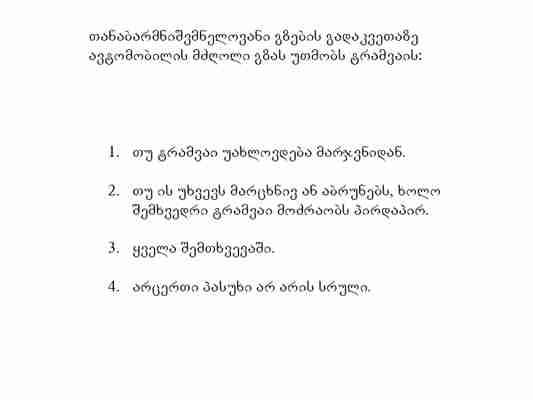 თანაბარმნიშვნელოვანი გზების გადაკვეთაზე
ავტომობილის მძღოლი გზას უთმობს ტრამვაის:
1. თუ ტრამვაი უახლოვდება მარჯვნიდან.
2. თუ ის უხვევს მარცხნივ ან აბრუნებს, ხოლო
შემხვედრი ტრამვაი მოძრაობს პირდაპირ.
3. ყველა შემთხვევაში.
4. არცერთი პასუხი არ არის სრული.